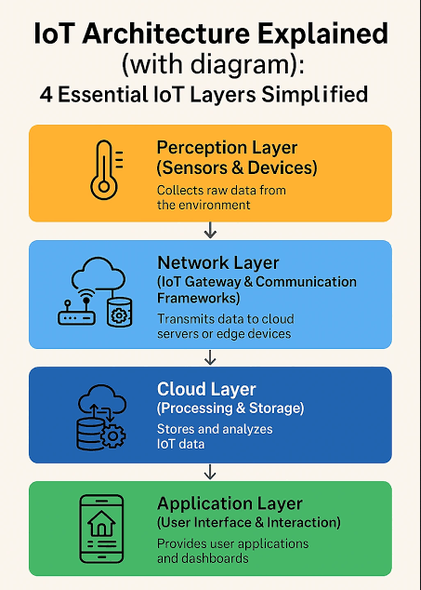 IoT Architecture Explained
(with diagram):
4 Essential IoT Layers Simplified
Perception Layer
(Sensors & Devices)
Collects raw data from
the environment
Network Layer
(IoT Gateway & Communication
Frameworks)
Transmits data to cloud
servers or edge devices
Cloud Layer
(Processing & Storage)
Stores and analyzes
IoT data
Application Layer
(User Interface & Interaction)
Provides user applications
and dashboards